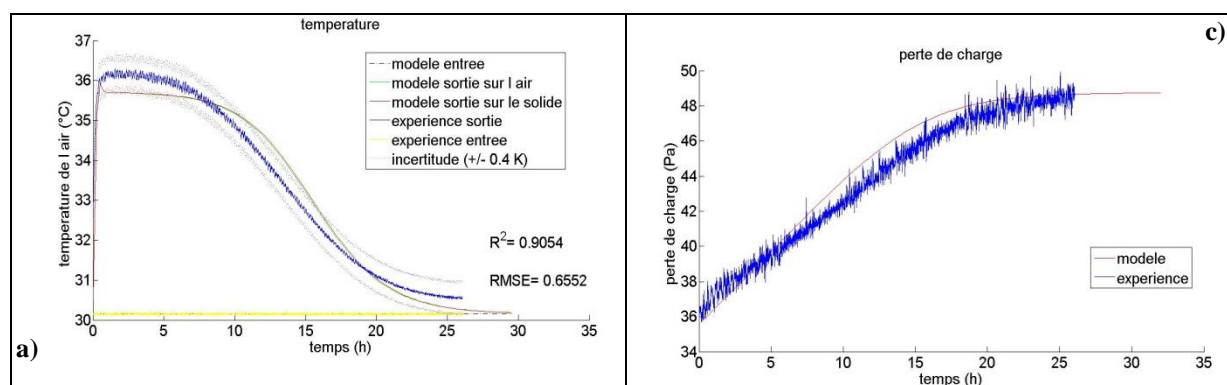 temperature
37
36
35
34
33
32
31
30
temperature de l air (°C)
0
5
10
15
20
25
30
35
temps (h)
modele entree
modele sortie sur l air
modele sortie sur le solide
experience sortie
experience entree
incertitude (+/- 0.4 K)
R²= 0.9054
RMSE= 0.6552
a)
c)
perte de charge
50
48
46
44
42
40
38
36
34
perte de charge (Pa)
0
5
10
15
20
25
30
35
temps (h)
modele
experience